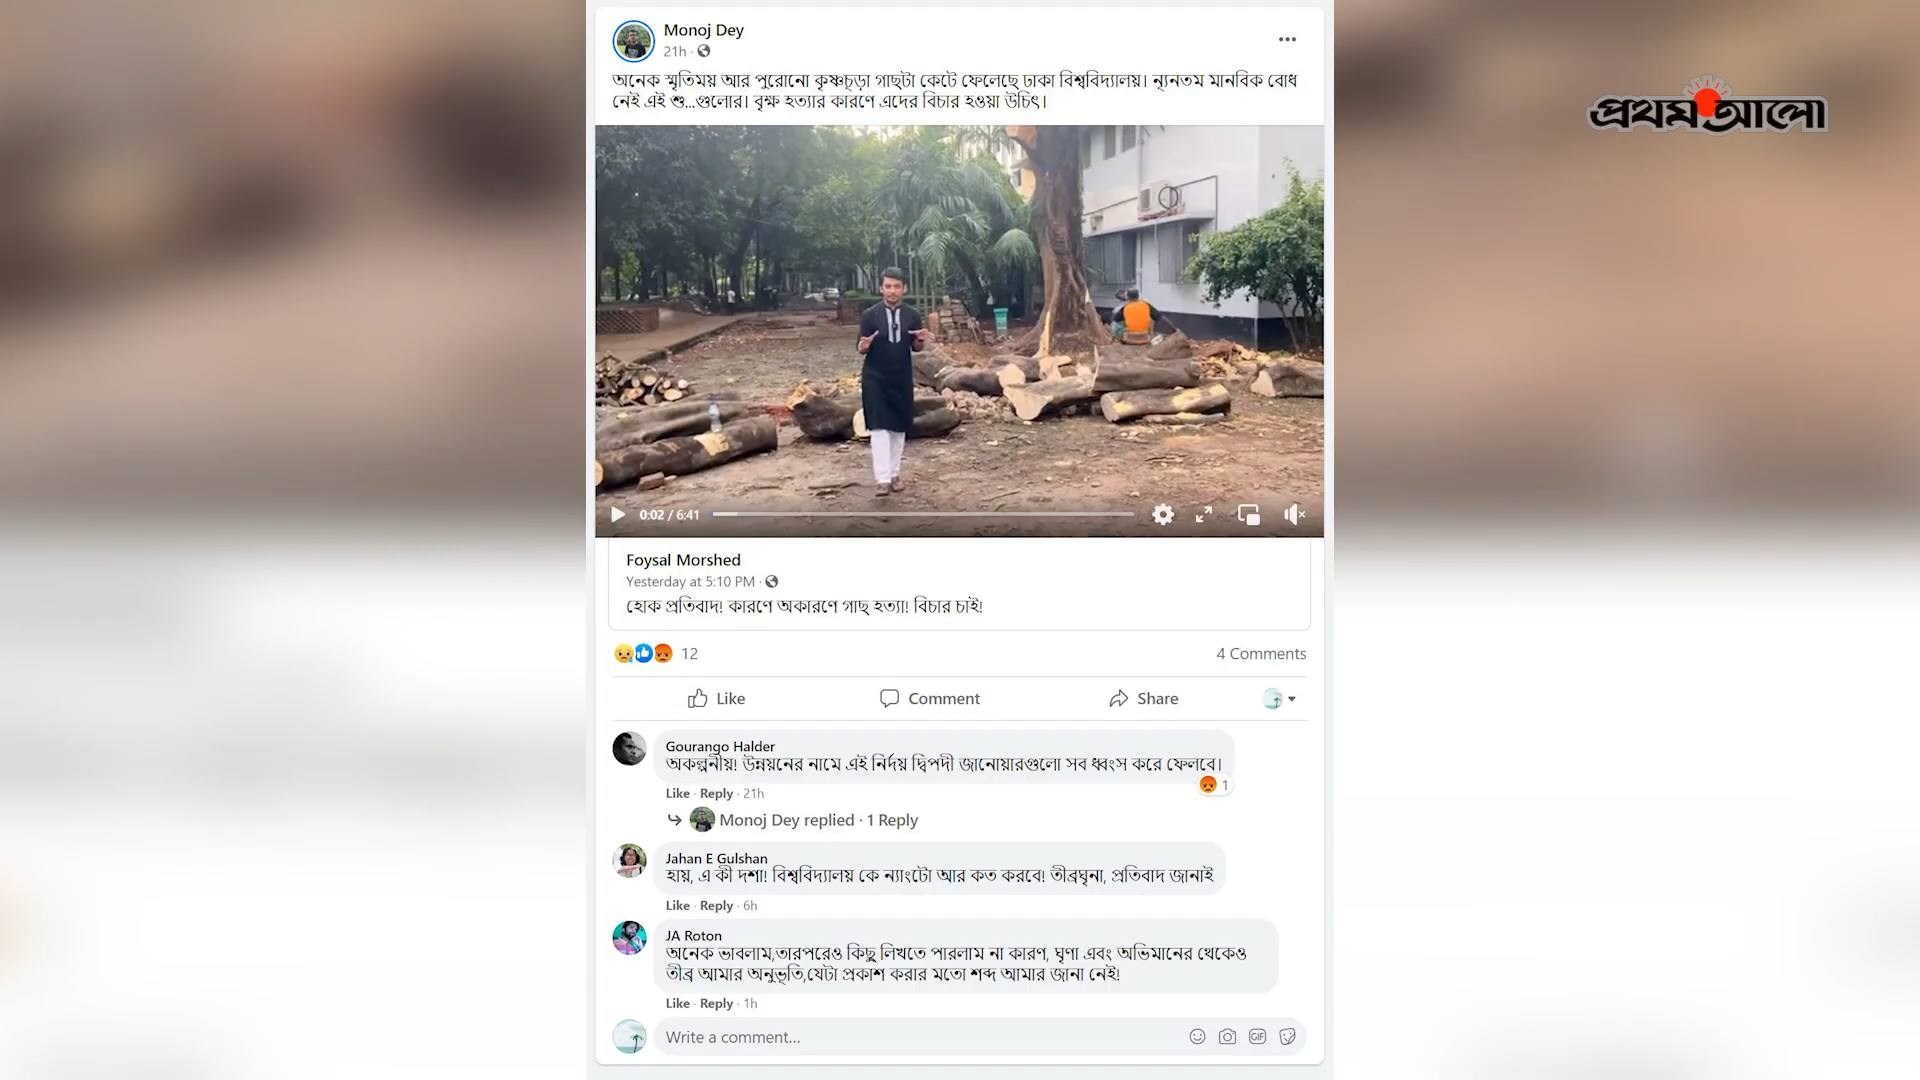 Monoj Dey
21h
অনেক স্মৃতিময় আর পুরোনো কৃষ্ণচূড়া গাছটা কেটে ফেলেছে ঢাকা বিশ্ববিদ্যালয়। ন্যূনতম মানবিক বোধ
নেই এই শু...গুলোর। বৃক্ষ হত্যার কারণে এদের বিচার হওয়া উচিৎ।
প্রথম আলো
0:02 / 6:41
Foysal Morshed
Yesterday at 5:10 PM
হোক প্রতিবাদ! কারণে অকারণে গাছ হত্যা! বিচার চাই!
12
4 Comments
Like
Comment
Share
Gourango Halder
অকল্পনীয়! উন্নয়নের নামে এই নির্দয় দ্বিপদী জানোয়ারগুলো সব ধ্বংস করে ফেলবে।
1
Like · Reply · 21h
Monoj Dey replied · 1 Reply
Jahan E Gulshan
হায়, এ কী দশা! বিশ্ববিদ্যালয় কে ন্যাংটো আর কত করবে! তীব্রঘৃনা, প্রতিবাদ জানাই
Like · Reply · 6h
JA Roton
অনেক ভাবলাম,তারপরেও কিছু লিখতে পারলাম না কারণ, ঘৃণা এবং অভিমানের থেকেও
তীব্র আমার অনুভূতি,যেটা প্রকাশ করার মতো শব্দ আমার জানা নেই!
Like · Reply · 1h
Write a comment...
GIF